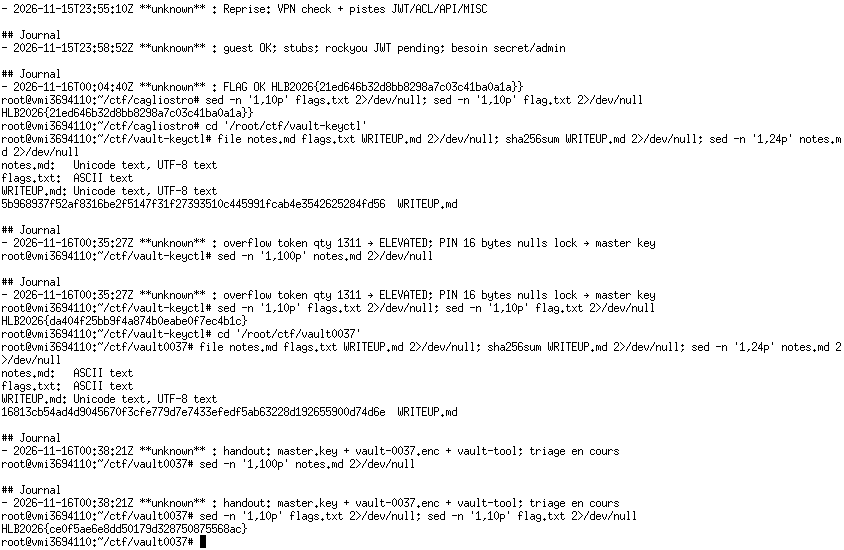 - 2026-11-15T23:55:10Z **unknown** : Reprise: VPN check + pistes JWT/ACL/API/MISC
## Journal
- 2026-11-15T23:58:52Z **unknown** : guest OK; stubs; rockyou JWT pending; besoin secret/admin
## Journal
- 2026-11-16T00:04:40Z **unknown** : FLAG OK HLB2026{21ed646b32d8bb8298a7c03c41ba0a1a}}
root@vmi3694110:~/ctf/cagliostro# sed -n '1,10p' flags.txt 2>/dev/null; sed -n '1,10p' flag.txt 2>/dev/null
HLB2026{21ed646b32d8bb8298a7c03c41ba0a1a}}
root@vmi3694110:~/ctf/cagliostro# cd '/root/ctf/vault-keyctl'
root@vmi3694110:~/ctf/vault-keyctl# file notes.md flags.txt WRITEUP.md 2>/dev/null; sha256sum WRITEUP.md 2>/dev/null; sed -n '1,24p' notes.m
d 2>/dev/null
notes.md:   Unicode text, UTF-8 text
flags.txt:  ASCII text
WRITEUP.md: Unicode text, UTF-8 text
5b968937f52af8316be2f5147f31f27393510c445991fcab4e3542625284fd56  WRITEUP.md
## Journal
- 2026-11-16T00:35:27Z **unknown** : overflow token qty 1311 → ELEVATED; PIN 16 bytes nulls lock → master key
root@vmi3694110:~/ctf/vault-keyctl# sed -n '1,100p' notes.md 2>/dev/null
## Journal
- 2026-11-16T00:35:27Z **unknown** : overflow token qty 1311 → ELEVATED; PIN 16 bytes nulls lock → master key
root@vmi3694110:~/ctf/vault-keyctl# sed -n '1,10p' flags.txt 2>/dev/null; sed -n '1,10p' flag.txt 2>/dev/null
HLB2026{da404f25bb9f4a874b0eabe0f7ec4b1c}
root@vmi3694110:~/ctf/vault-keyctl# cd '/root/ctf/vault0037'
root@vmi3694110:~/ctf/vault0037# file notes.md flags.txt WRITEUP.md 2>/dev/null; sha256sum WRITEUP.md 2>/dev/null; sed -n '1,24p' notes.md 2
>/dev/null
notes.md:   ASCII text
flags.txt:  ASCII text
WRITEUP.md: Unicode text, UTF-8 text
16813cb54ad4d9045670f3cfe779d7e7433efedf5ab63228d192655900d74d6e  WRITEUP.md
## Journal
- 2026-11-16T00:38:21Z **unknown** : handout: master.key + vault-0037.enc + vault-tool; triage en cours
root@vmi3694110:~/ctf/vault0037# sed -n '1,100p' notes.md 2>/dev/null
## Journal
- 2026-11-16T00:38:21Z **unknown** : handout: master.key + vault-0037.enc + vault-tool; triage en cours
root@vmi3694110:~/ctf/vault0037# sed -n '1,10p' flags.txt 2>/dev/null; sed -n '1,10p' flag.txt 2>/dev/null
HLB2026{ce0f5ae6e8dd50179d328750875568ac}
root@vmi3694110:~/ctf/vault0037#